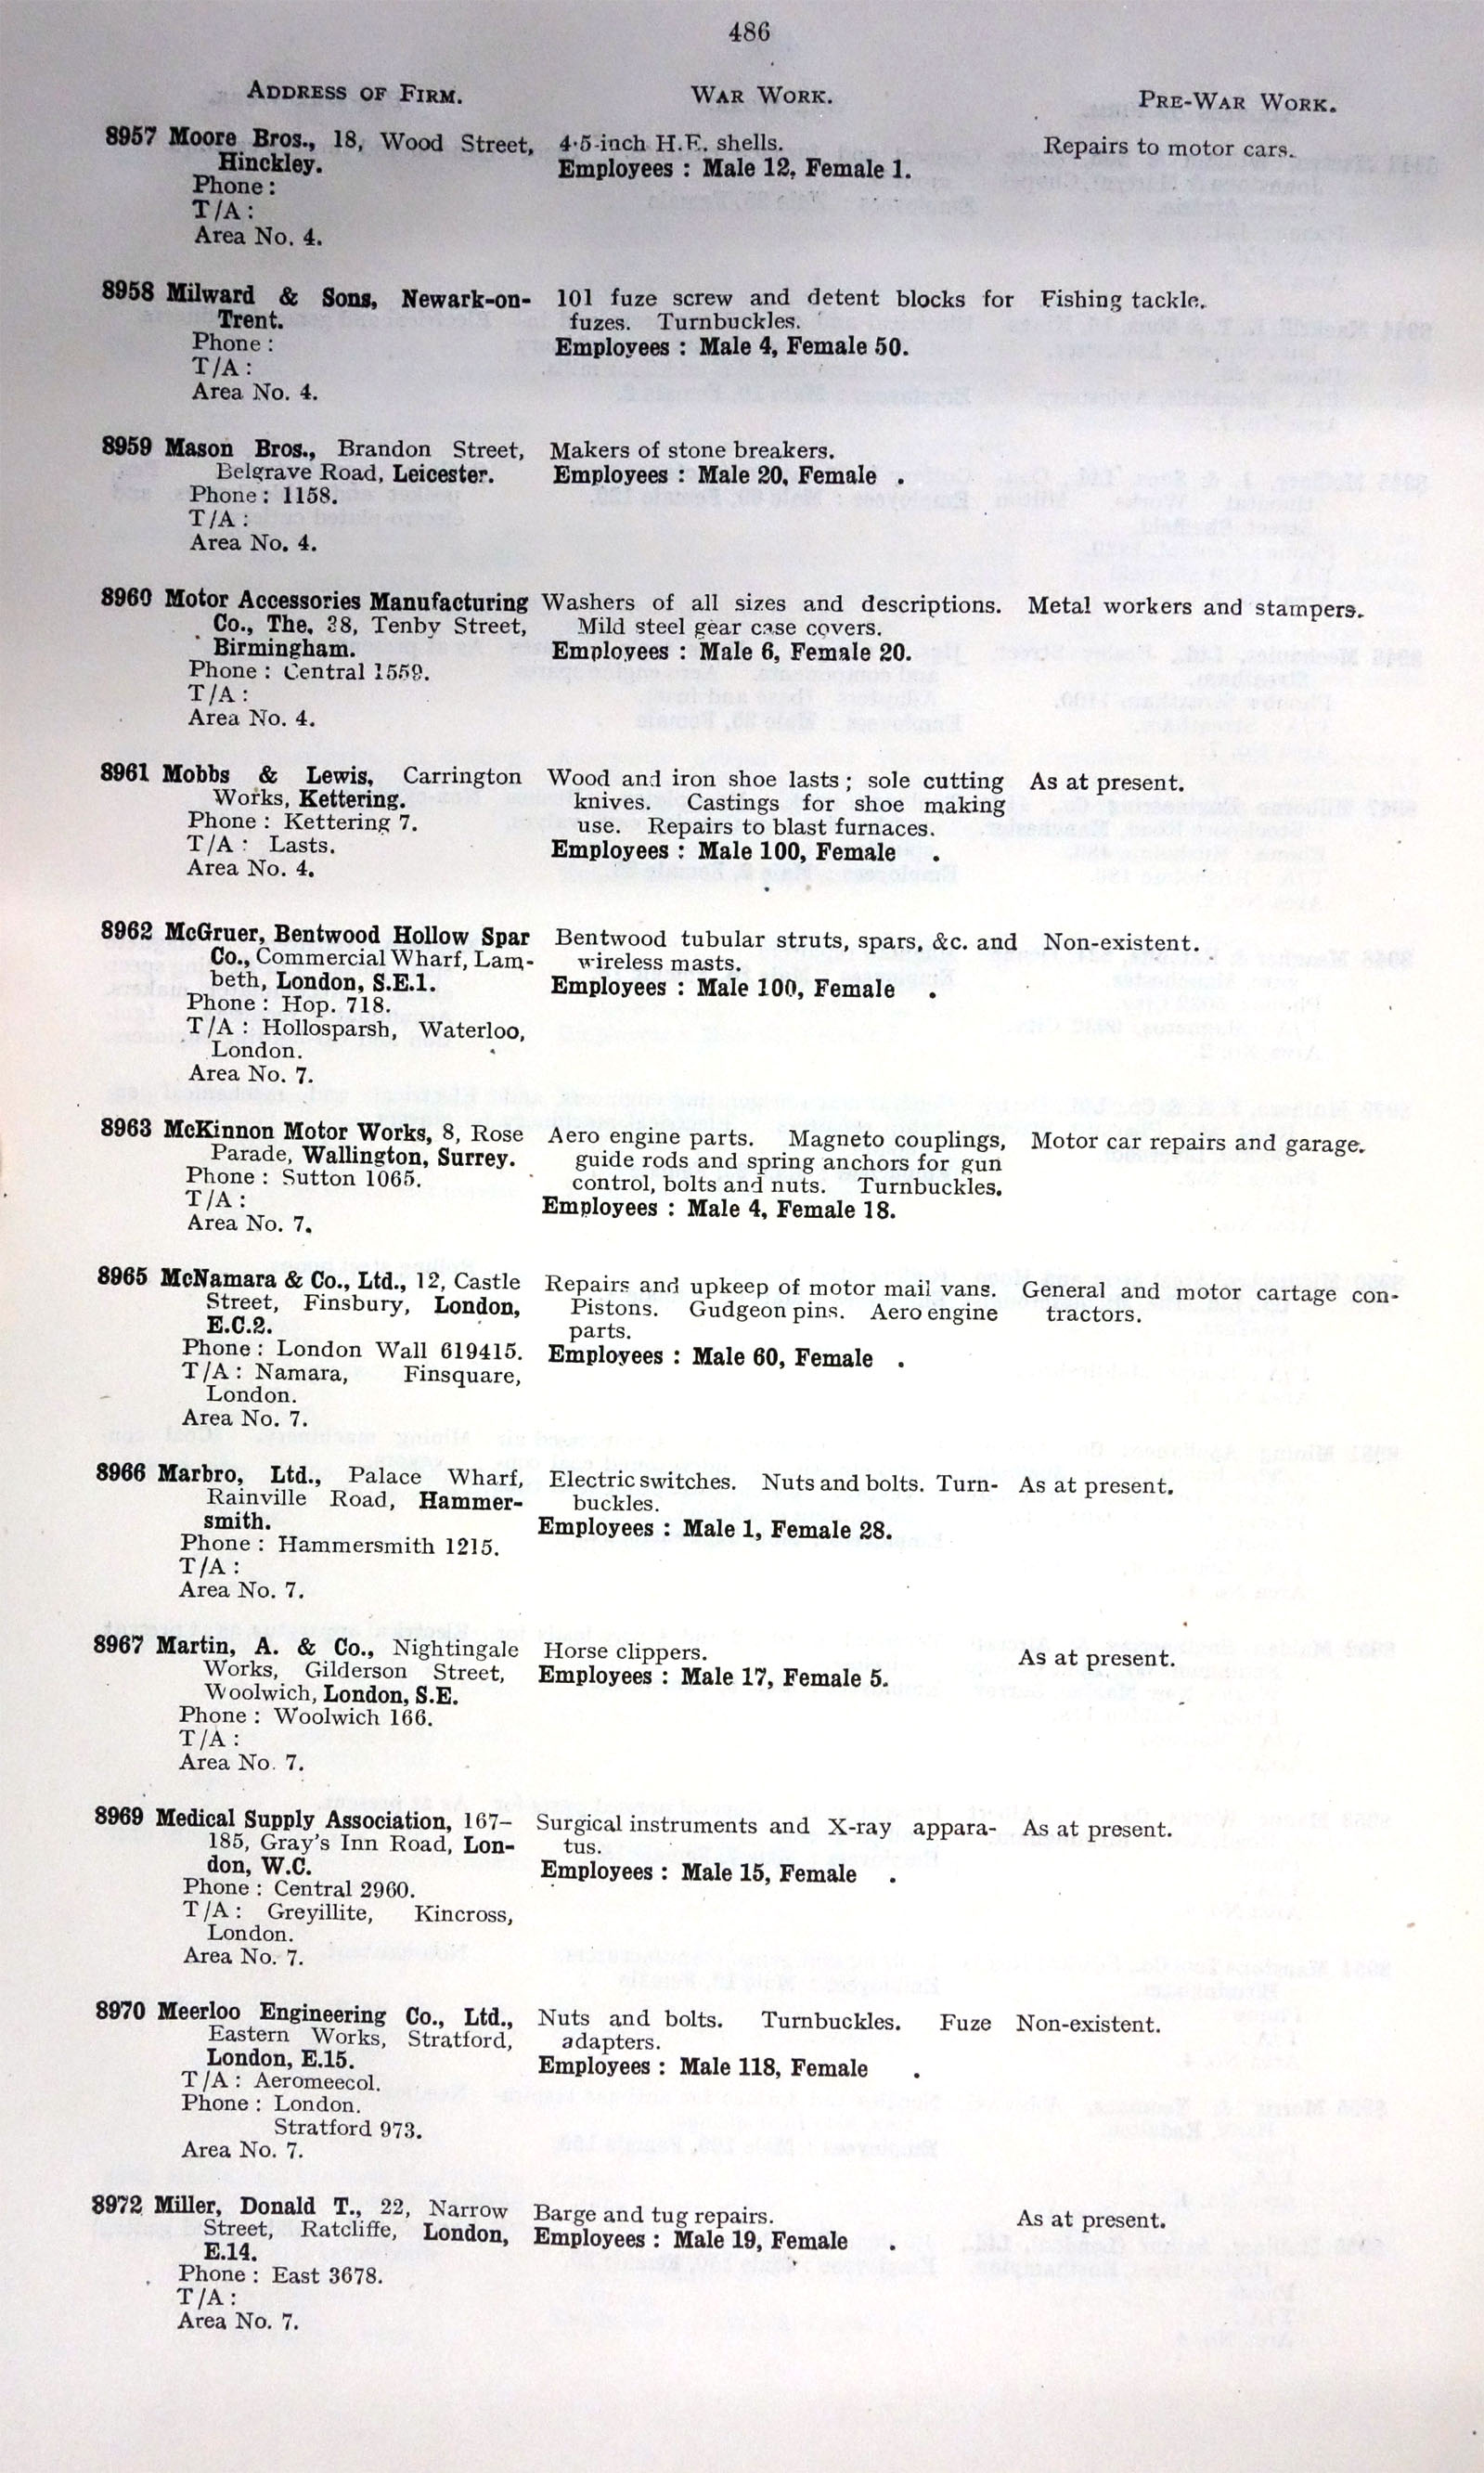 486
ADDRESS OF FIRM.
WAR WORK.
PRE-WAR WORK.
8957 Moore Bros., 18, Wood Street,
Hinckley.
Phone :
T/A :
Area No. 4.
4·5-inch H.E. shells.
Employees : Male 12, Female 1.
Repairs to motor cars.
8958 Milward & Sons, Newark-on-
Trent.
Phone :
T/A :
Area No. 4.
101 fuze screw and detent blocks for
fuzes. Turnbuckles.
Employees : Male 4, Female 50.
Fishing tackle.
8959 Mason Bros., Brandon Street,
Belgrave Road, Leicester.
Phone : 1158.
T/A :
Area No. 4.
Makers of stone breakers.
Employees : Male 20, Female .
8960 Motor Accessories Manufacturing
Co., The, 38, Tenby Street,
Birmingham.
Phone : Central 1559.
T/A :
Area No. 4.
Washers of all sizes and descriptions.
Mild steel gear case covers.
Employees : Male 6, Female 20.
Metal workers and stampers.
8961 Mobbs & Lewis, Carrington
Works, Kettering.
Phone : Kettering 7.
T/A : Lasts.
Area No. 4.
Wood and iron shoe lasts ; sole cutting
knives. Castings for shoe making
use. Repairs to blast furnaces.
Employees : Male 100, Female .
As at present.
8962 McGruer, Bentwood Hollow Spar
Co., Commercial Wharf, Lam-
beth, London, S.E.1.
Phone : Hop. 718.
T/A : Hollosparsh, Waterloo,
London.
Area No. 7.
Bentwood tubular struts, spars, &c. and
wireless masts.
Employees : Male 100, Female .
Non-existent.
8963 McKinnon Motor Works, 8, Rose
Parade, Wallington, Surrey.
Phone : Sutton 1065.
T/A :
Area No. 7.
Aero engine parts. Magneto couplings,
guide rods and spring anchors for gun
control, bolts and nuts. Turnbuckles.
Employees : Male 4, Female 18.
Motor car repairs and garage.
8965 McNamara & Co., Ltd., 12, Castle
Street, Finsbury, London,
E.C.2.
Phone : London Wall 619415.
T/A : Namara, Finsquare,
London.
Area No. 7.
Repairs and upkeep of motor mail vans.
Pistons. Gudgeon pins. Aero engine
parts.
Employees : Male 60, Female .
General and motor cartage con-
tractors.
8966 Marbro, Ltd., Palace Wharf,
Rainville Road, Hammer-
smith.
Phone : Hammersmith 1215.
T/A :
Area No. 7.
Electric switches. Nuts and bolts. Turn-
buckles.
Employees : Male 1, Female 28.
As at present.
8967 Martin, A. & Co., Nightingale
Works, Gilderson Street,
Woolwich, London, S.E.
Phone : Woolwich 166.
T/A :
Area No. 7.
Horse clippers.
Employees : Male 17, Female 5.
As at present.
8969 Medical Supply Association, 167–
185, Gray's Inn Road, Lon-
don, W.C.
Phone : Central 2960.
T/A : Greyillite, Kincross,
London.
Area No. 7.
Surgical instruments and X-ray appara-
tus.
Employees : Male 15, Female .
As at present.
8970 Meerloo Engineering Co., Ltd.,
Eastern Works, Stratford,
London, E.15.
T/A : Aeromeecol.
Phone : London.
Stratford 973.
Area No. 7.
Nuts and bolts. Turnbuckles. Fuze
adapters.
Employees : Male 118, Female .
Non-existent.
8972 Miller, Donald T., 22, Narrow
Street, Ratcliffe, London,
E.14.
Phone : East 3678.
T/A :
Area No. 7.
Barge and tug repairs.
Employees : Male 19, Female .
As at present.